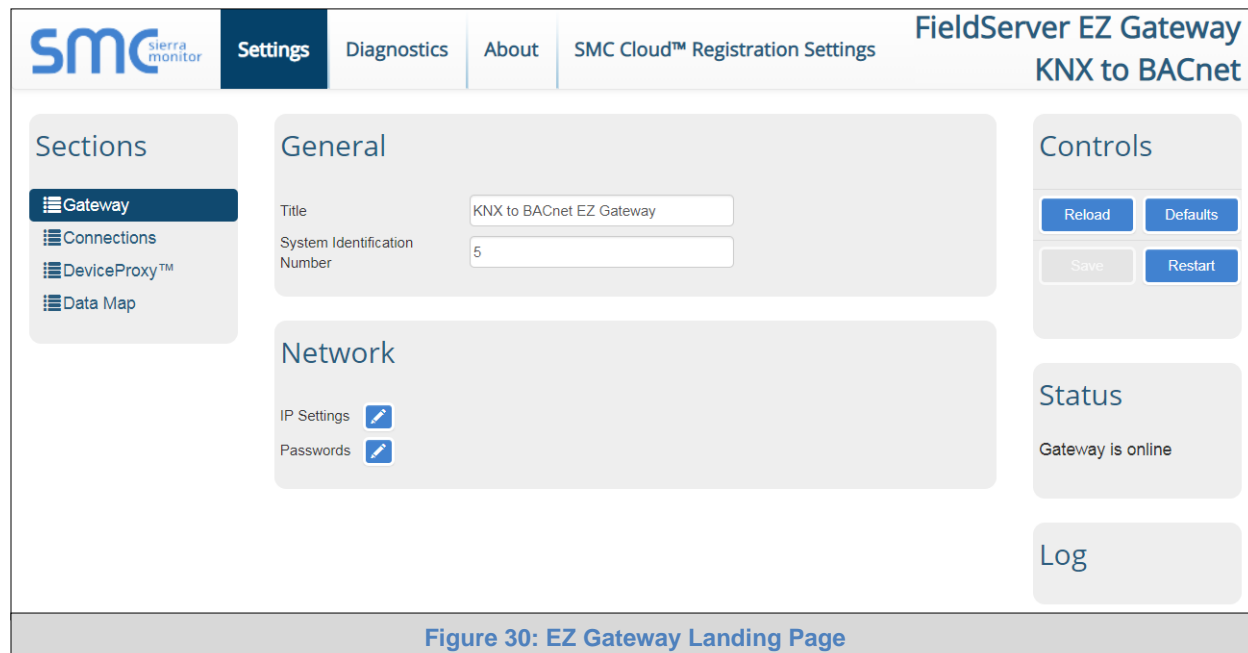 SMC sierra monitor
Settings
Diagnostics
About
SMC Cloud™ Registration Settings
FieldServer EZ Gateway
KNX to BACnet
Sections
Gateway
Connections
DeviceProxy™
Data Map
General
Title
KNX to BACnet EZ Gateway
System Identification
Number
5
Network
IP Settings
Passwords
Controls
Reload
Defaults
Save
Restart
Status
Gateway is online
Log
Figure 30: EZ Gateway Landing Page